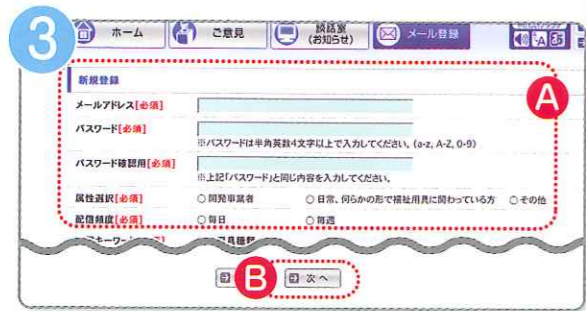 3
ホーム
ご意見
談話室
(お知らせ)
メール登録
A
新規登録
メールアドレス[必須]
パスワード[必須]
※パスワードは半角英数4文字以上で入力してください。(a-z, A-Z, 0-9)
パスワード確認用[必須]
※上記「パスワード」と同じ内容を入力してください。
属性選択[必須] ○開発事業者 ○日常、何らかの形で福祉用具に関わっている方 ○その他
配信頻度[必須] ○毎日 ○毎週
B
次へ